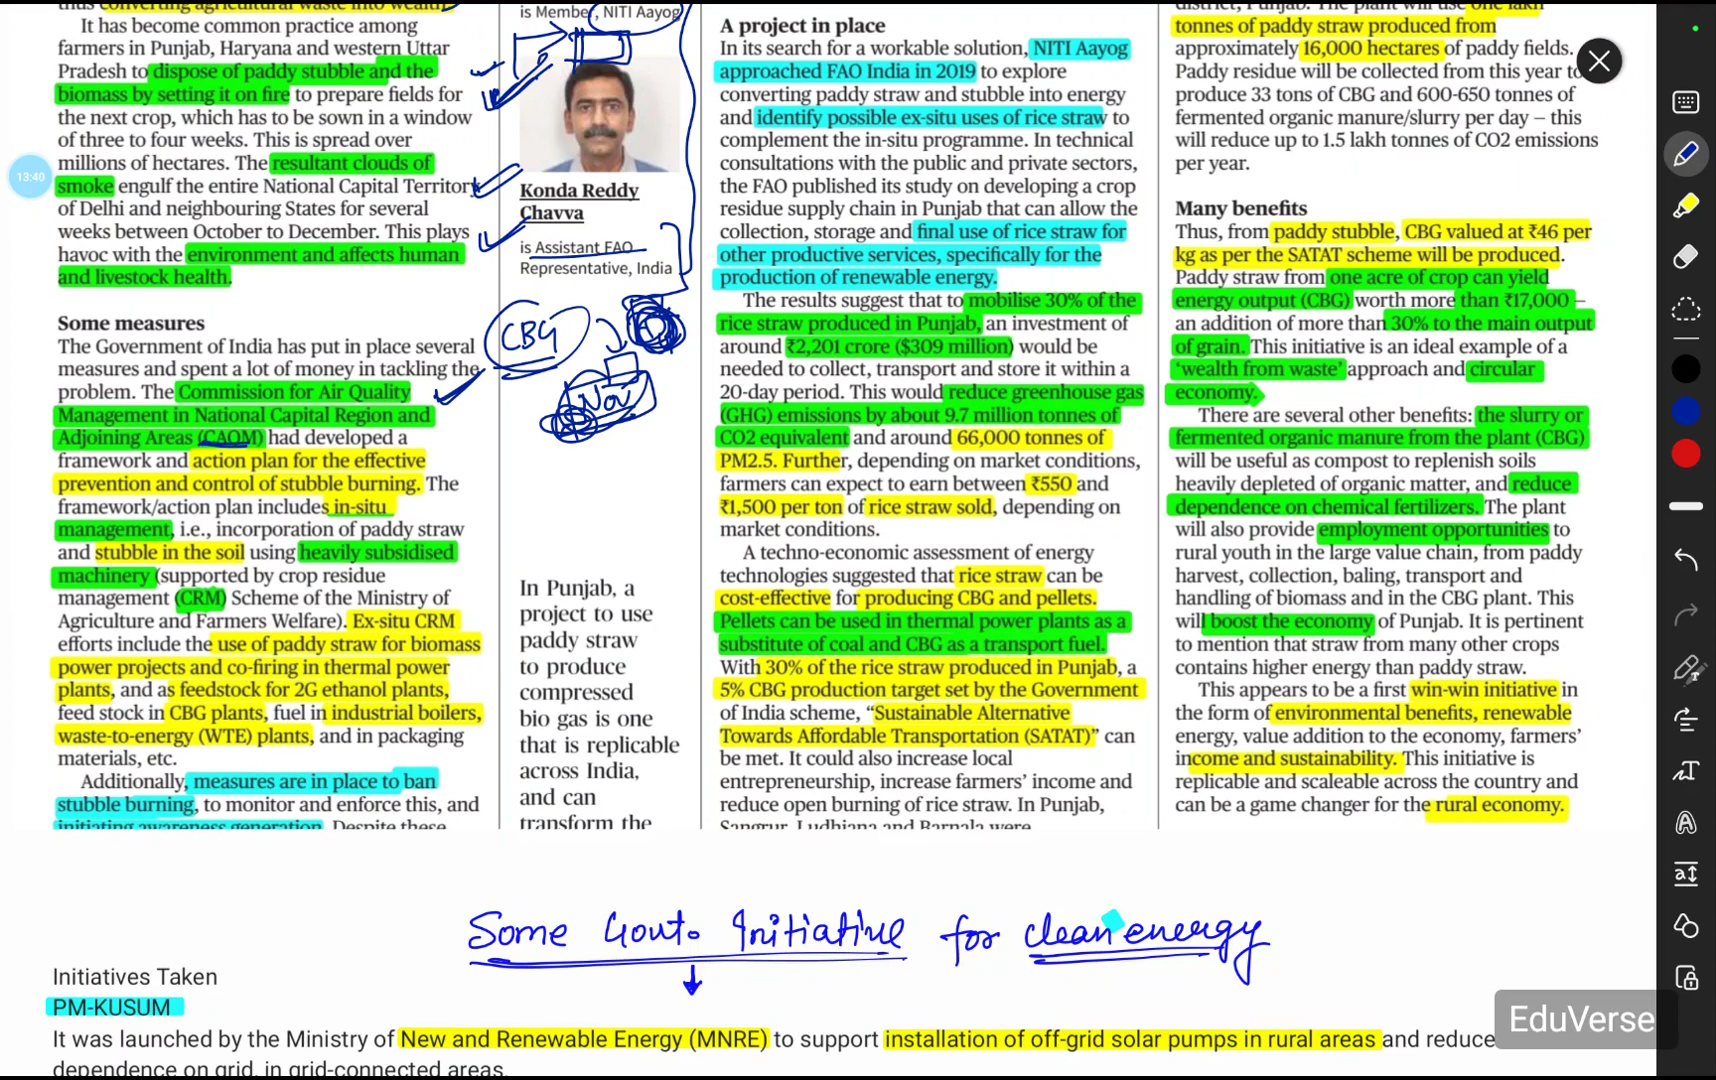 thus converting agricultural waste into wealth.
It has become common practice among
farmers in Punjab, Haryana and western Uttar
Pradesh to dispose of paddy stubble and the
biomass by setting it on fire to prepare fields for
the next crop, which has to be sown in a window
of three to four weeks. This is spread over
millions of hectares. The resultant clouds of
smoke engulf the entire National Capital Territory
of Delhi and neighbouring States for several
weeks between October to December. This plays
havoc with the environment and affects human
and livestock health.
Some measures
The Government of India has put in place several
measures and spent a lot of money in tackling the
problem. The Commission for Air Quality
Management in National Capital Region and
Adjoining Areas (CAQM) had developed a
framework and action plan for the effective
prevention and control of stubble burning. The
framework/action plan includes in-situ
management, i.e., incorporation of paddy straw
and stubble in the soil using heavily subsidised
machinery (supported by crop residue
management (CRM) Scheme of the Ministry of
Agriculture and Farmers Welfare). Ex-situ CRM
efforts include the use of paddy straw for biomass
power projects and co-firing in thermal power
plants, and as feedstock for 2G ethanol plants,
feed stock in CBG plants, fuel in industrial boilers,
waste-to-energy (WTE) plants, and in packaging
materials, etc.
Additionally, measures are in place to ban
stubble burning, to monitor and enforce this, and
initiating awareness generation. Despite these
13:40
is Member, NITI Aayog
Konda Reddy
Chavva
is Assistant FAO
Representative, India
CBG
Nov
In Punjab, a
project to use
paddy straw
to produce
compressed
bio gas is one
that is replicable
across India,
and can
transform the
A project in place
In its search for a workable solution, NITI Aayog
approached FAO India in 2019 to explore
converting paddy straw and stubble into energy
and identify possible ex-situ uses of rice straw to
complement the in-situ programme. In technical
consultations with the public and private sectors,
the FAO published its study on developing a crop
residue supply chain in Punjab that can allow the
collection, storage and final use of rice straw for
other productive services, specifically for the
production of renewable energy.
The results suggest that to mobilise 30% of the
rice straw produced in Punjab, an investment of
around ₹2,201 crore ($309 million) would be
needed to collect, transport and store it within a
20-day period. This would reduce greenhouse gas
(GHG) emissions by about 9.7 million tonnes of
CO2 equivalent and around 66,000 tonnes of
PM2.5. Further, depending on market conditions,
farmers can expect to earn between ₹550 and
₹1,500 per ton of rice straw sold, depending on
market conditions.
A techno-economic assessment of energy
technologies suggested that rice straw can be
cost-effective for producing CBG and pellets.
Pellets can be used in thermal power plants as a
substitute of coal and CBG as a transport fuel.
With 30% of the rice straw produced in Punjab, a
5% CBG production target set by the Government
of India scheme, “Sustainable Alternative
Towards Affordable Transportation (SATAT)” can
be met. It could also increase local
entrepreneurship, increase farmers’ income and
reduce open burning of rice straw. In Punjab,
Sangrur, Ludhiana and Barnala were
district, Punjab. The plant will use one lakh
tonnes of paddy straw produced from
approximately 16,000 hectares of paddy fields.
Paddy residue will be collected from this year to
produce 33 tons of CBG and 600-650 tonnes of
fermented organic manure/slurry per day – this
will reduce up to 1.5 lakh tonnes of CO2 emissions
per year.
Many benefits
Thus, from paddy stubble, CBG valued at ₹46 per
kg as per the SATAT scheme will be produced.
Paddy straw from one acre of crop can yield
energy output (CBG) worth more than ₹17,000 –
an addition of more than 30% to the main output
of grain. This initiative is an ideal example of a
‘wealth from waste’ approach and circular
economy.
There are several other benefits: the slurry or
fermented organic manure from the plant (CBG)
will be useful as compost to replenish soils
heavily depleted of organic matter, and reduce
dependence on chemical fertilizers. The plant
will also provide employment opportunities to
rural youth in the large value chain, from paddy
harvest, collection, baling, transport and
handling of biomass and in the CBG plant. This
will boost the economy of Punjab. It is pertinent
to mention that straw from many other crops
contains higher energy than paddy straw.
This appears to be a first win-win initiative in
the form of environmental benefits, renewable
energy, value addition to the economy, farmers’
income and sustainability. This initiative is
replicable and scaleable across the country and
can be a game changer for the rural economy.
Some Govt. Initiative for clean energy
Initiatives Taken
PM-KUSUM
It was launched by the Ministry of New and Renewable Energy (MNRE) to support installation of off-grid solar pumps in rural areas and reduce
dependence on grid, in grid-connected areas.
EduVerse